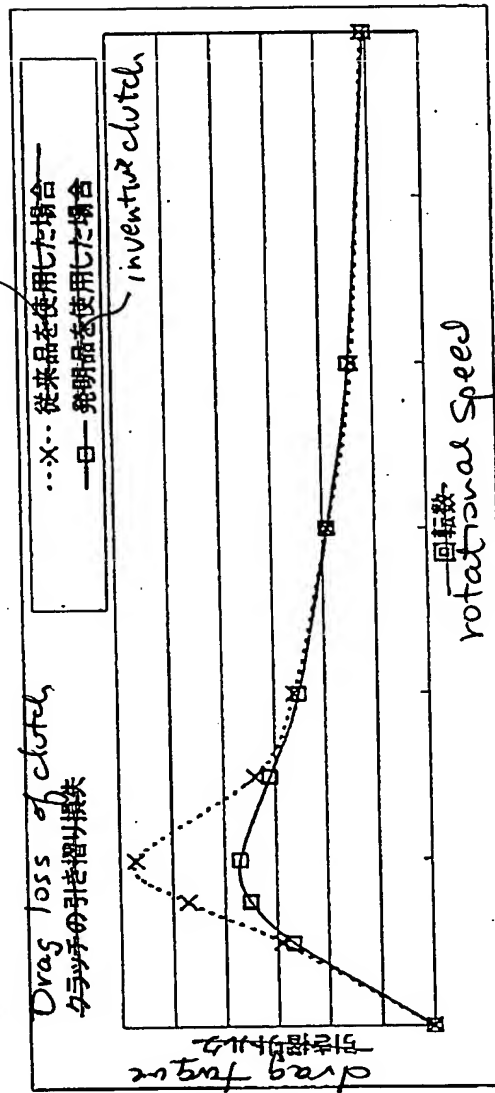 Drag loss of clutch
クラッチの引き摺り損失
…×… 従来品を使用した場合
—□— 発明品を使用した場合
inventive clutch
drag torque
引き摺りトルク
回転数
rotational speed